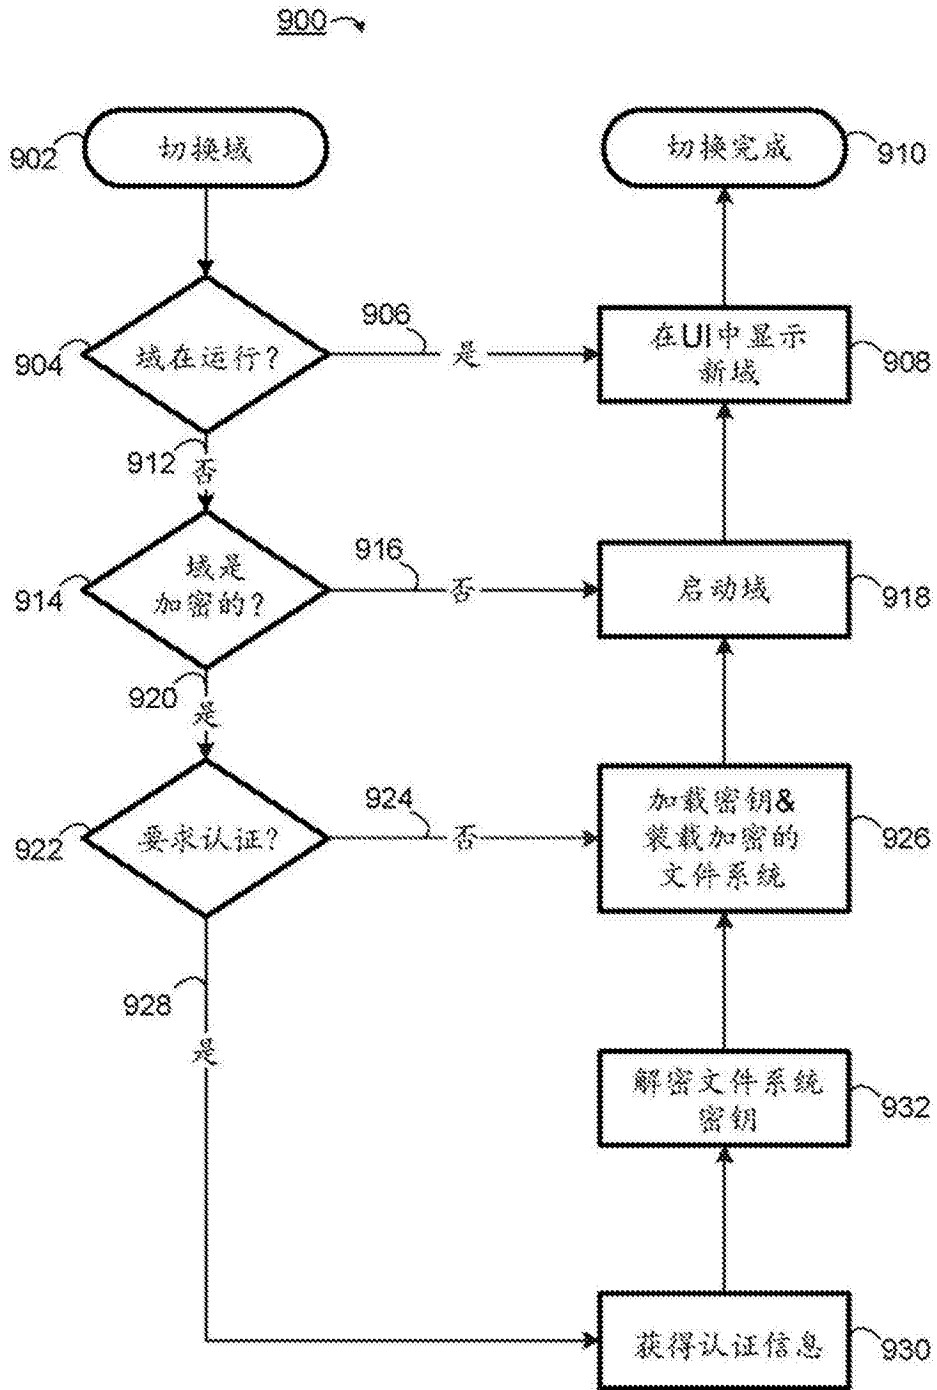 900
902
切换域
切换完成
910
904
域在运行?
906
是
在UI中显示
新域
908
912
否
914
域是
加密的?
916
否
启动域
918
920
是
922
要求认证?
924
否
加载密钥&
装载加密的
文件系统
926
928
是
解密文件系统
密钥
932
获得认证信息
930